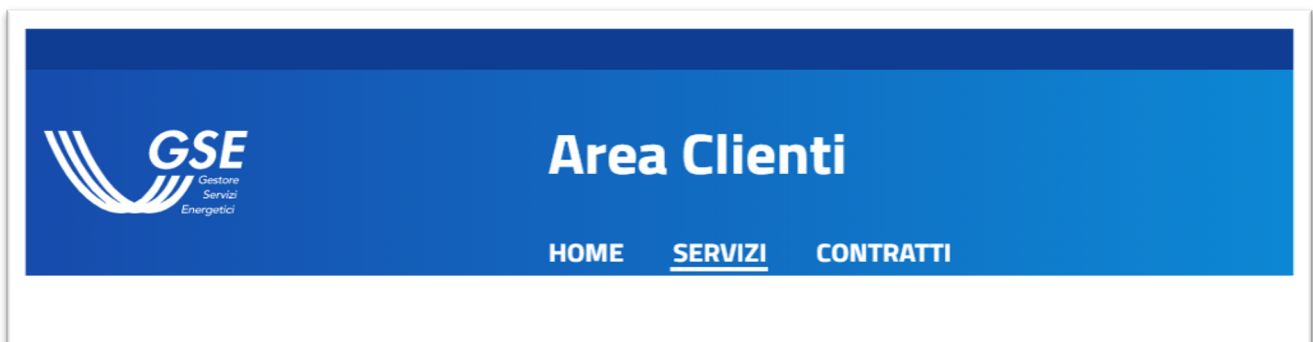 GSE
Gestore
Servizi
Energetici
Area Clienti
HOME SERVIZI CONTRATTI